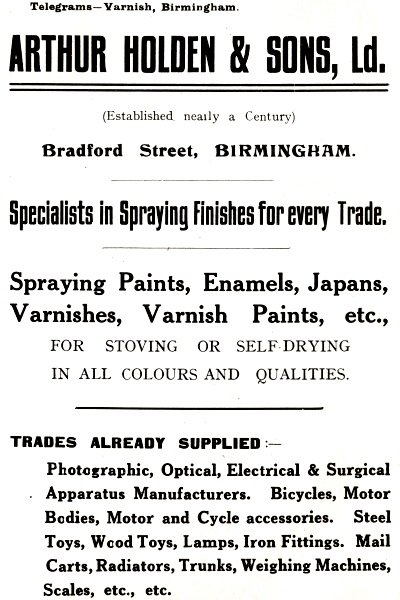 Telegrams—Varnish, Birmingham.
ARTHUR HOLDEN & SONS, Ld.
(Established nearly a Century)
Bradford Street, BIRMINGHAM.
Specialists in Spraying Finishes for every Trade.
Spraying Paints, Enamels, Japans,
Varnishes, Varnish Paints, etc.,
FOR STOVING OR SELF-DRYING
IN ALL COLOURS AND QUALITIES.
TRADES ALREADY SUPPLIED :—
Photographic, Optical, Electrical & Surgical
Apparatus Manufacturers. Bicycles, Motor
Bodies, Motor and Cycle accessories. Steel
Toys, Wood Toys, Lamps, Iron Fittings. Mail
Carts, Radiators, Trunks, Weighing Machines,
Scales, etc., etc.